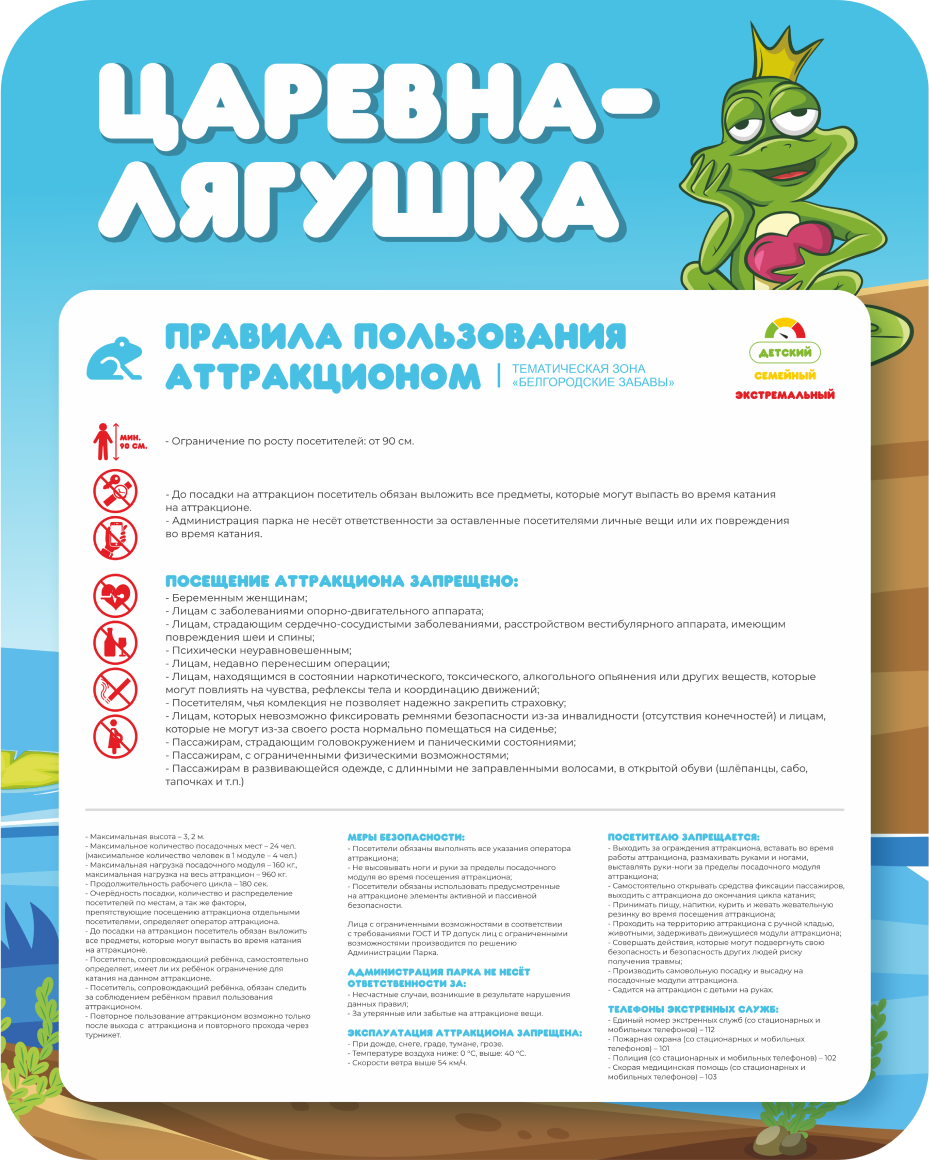 ЦАРЕВНА-
ЛЯГУШКА
ПРАВИЛА ПОЛЬЗОВАНИЯ
АТТРАКЦИОНОМ
ТЕМАТИЧЕСКАЯ ЗОНА
«БЕЛГОРОДСКИЕ ЗАБАВЫ»
ДЕТСКИЙ
СЕМЕЙНЫЙ
ЭКСТРЕМАЛЬНЫЙ
МИН.
90 СМ.
- Ограничение по росту посетителей: от 90 см.
- До посадки на аттракцион посетитель обязан выложить все предметы, которые могут выпасть во время катания
на аттракционе.
- Администрация парка не несёт ответственности за оставленные посетителями личные вещи или их повреждения
во время катания.
ПОСЕЩЕНИЕ АТТРАКЦИОНА ЗАПРЕЩЕНО:
- Беременным женщинам;
- Лицам с заболеваниями опорно-двигательного аппарата;
- Лицам, страдающим сердечно-сосудистыми заболеваниями, расстройством вестибулярного аппарата, имеющим
повреждения шеи и спины;
- Психически неуравновешенным;
- Лицам, недавно перенесшим операции;
- Лицам, находящимся в состоянии наркотического, токсического, алкогольного опьянения или других веществ, которые
могут повлиять на чувства, рефлексы тела и координацию движений;
- Посетителям, чья комлекция не позволяет надежно закрепить страховку;
- Лицам, которых невозможно фиксировать ремнями безопасности из-за инвалидности (отсутствия конечностей) и лицам,
которые не могут из-за своего роста нормально помещаться на сиденье;
- Пассажирам, страдающим головокружением и паническими состояниями;
- Пассажирам, с ограниченными физическими возможностями;
- Пассажирам в развивающейся одежде, с длинными не заправленными волосами, в открытой обуви (шлёпанцы, сабо,
тапочках и т.п.)
- Максимальная высота – 3, 2 м.
- Максимальное количество посадочных мест – 24 чел.
(максимальное количество человек в 1 модуле – 4 чел.)
- Максимальная нагрузка посадочного модуля – 160 кг.,
максимальная нагрузка на весь аттракцион – 960 кг.
- Продолжительность рабочего цикла – 180 сек.
- Очерёдность посадки, количество и распределение
посетителей по местам, а так же факторы,
препятствующие посещению аттракциона отдельными
посетителями, определяет оператор аттракциона.
- До посадки на аттракцион посетитель обязан выложить
все предметы, которые могут выпасть во время катания
на аттракционе.
- Посетитель, сопровождающий ребёнка, самостоятельно
определяет, имеет ли их ребёнок ограничение для
катания на данном аттракционе.
- Посетитель, сопровождающий ребёнка, обязан следить
за соблюдением ребёнком правил пользования
аттракционом.
- Повторное пользование аттракционом возможно только
после выхода с аттракциона и повторного прохода через
турникет.
МЕРЫ БЕЗОПАСНОСТИ:
- Посетители обязаны выполнять все указания оператора
аттракциона;
- Не высовывать ноги и руки за пределы посадочного
модуля во время посещения аттракциона;
- Посетители обязаны использовать предусмотренные
на аттракционе элементы активной и пассивной
безопасности.
Лица с ограниченными возможностями в соответствии
с требованиями ГОСТ И ТР допуск лиц с ограниченными
возможностями производится по решению
Администрации Парка.
АДМИНИСТРАЦИЯ ПАРКА НЕ НЕСЁТ
ОТВЕТСТВЕННОСТИ ЗА:
- Несчастные случаи, возникшие в результате нарушения
данных правил;
- За утерянные или забытые на аттракционе вещи.
ЭКСПЛУАТАЦИЯ АТТРАКЦИОНА ЗАПРЕЩЕНА:
- При дожде, снеге, граде, тумане, грозе.
- Температуре воздуха ниже: 0 °С, выше: 40 °С.
- Скорости ветра выше 54 км/ч.
ПОСЕТИТЕЛЮ ЗАПРЕЩАЕТСЯ:
- Выходить за ограждения аттракциона, вставать во время
работы аттракциона, размахивать руками и ногами,
выставлять руки-ноги за пределы посадочного модуля
аттракциона;
- Самостоятельно открывать средства фиксации пассажиров,
выходить с аттракциона до окончания цикла катания;
- Принимать пищу, напитки, курить и жевать жевательную
резинку во время посещения аттракциона;
- Проходить на территорию аттракциона с ручной кладью,
животными, задерживать движущиеся модули аттракциона;
- Совершать действия, которые могут подвергнуть свою
безопасность и безопасность других людей риску
получения травмы;
- Производить самовольную посадку и высадку на
посадочные модули аттракциона.
- Садится на аттракцион с детьми на руках.
ТЕЛЕФОНЫ ЭКСТРЕННЫХ СЛУЖБ:
- Единый номер экстренных служб (со стационарных и
мобильных телефонов) – 112
- Пожарная охрана (со стационарных и мобильных
телефонов) – 101
- Полиция (со стационарных и мобильных телефонов) – 102
- Скорая медицинская помощь (со стационарных и
мобильных телефонов) – 103